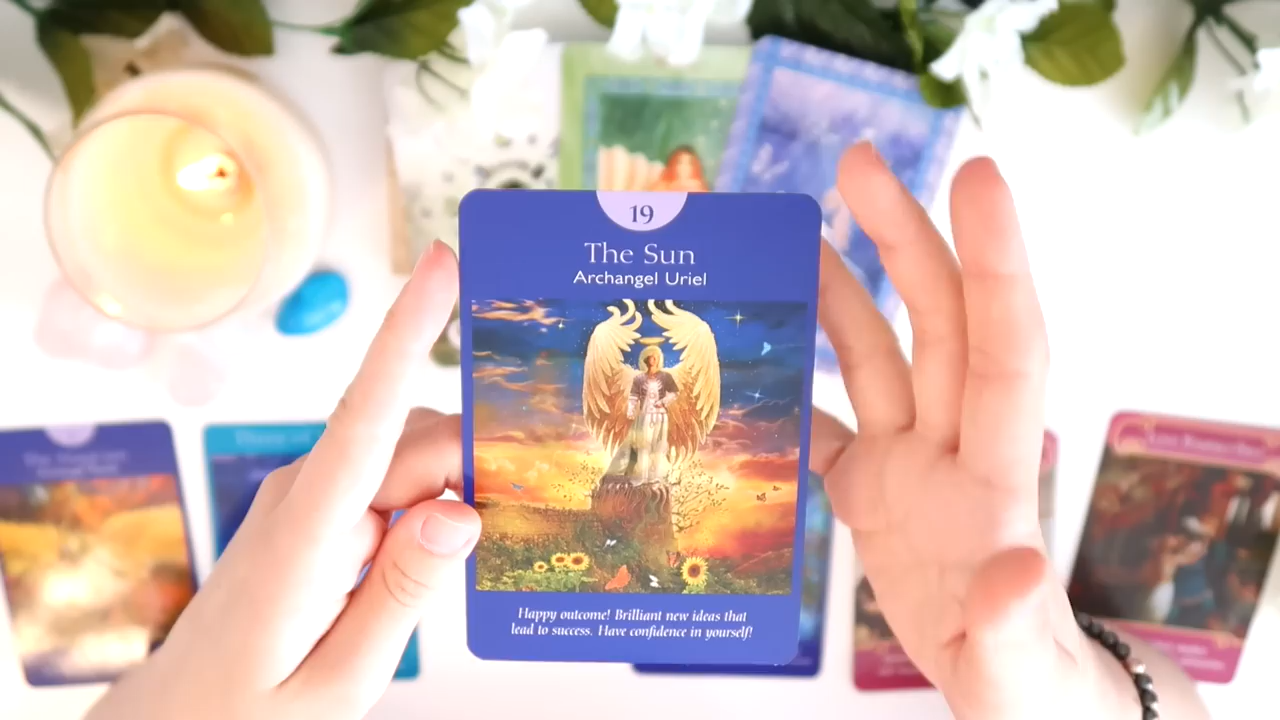 19
The Sun
Archangel Uriel
Happy outcome! Brilliant new ideas that
lead to success. Have confidence in yourself!